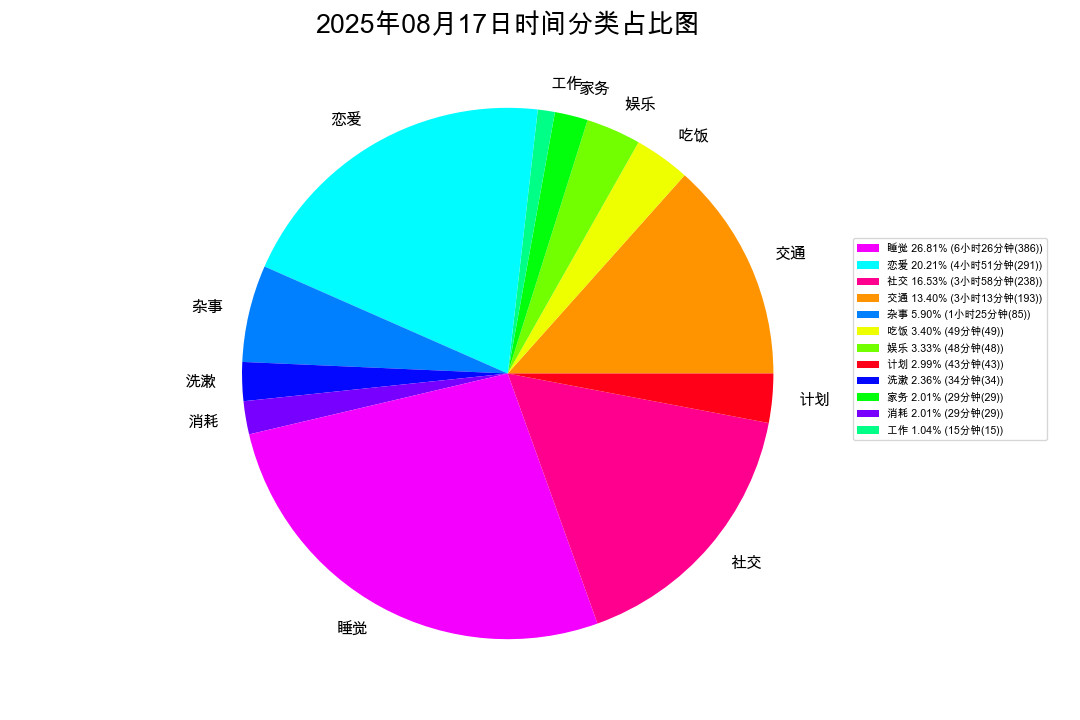 2025年08月17日时间分类占比图
工作
家务
娱乐
恋爱
吃饭
交通
杂事
洗漱
计划
消耗
社交
睡觉
睡觉 26.81% (6小时26分钟(386))
恋爱 20.21% (4小时51分钟(291))
社交 16.53% (3小时58分钟(238))
交通 13.40% (3小时13分钟(193))
杂事 5.90% (1小时25分钟(85))
吃饭 3.40% (49分钟(49))
娱乐 3.33% (48分钟(48))
计划 2.99% (43分钟(43))
洗漱 2.36% (34分钟(34))
家务 2.01% (29分钟(29))
消耗 2.01% (29分钟(29))
工作 1.04% (15分钟(15))